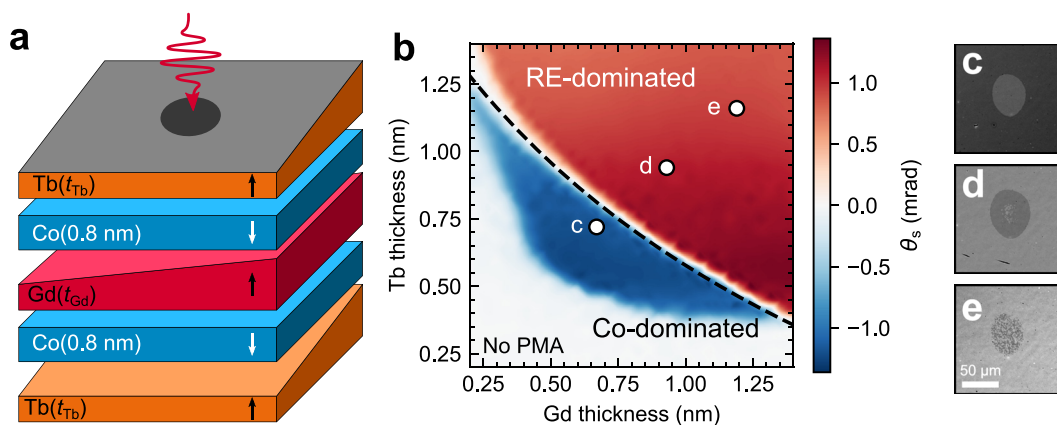 a
Tb(tTb)
Co(0.8 nm)
Gd(tGd)
Co(0.8 nm)
Tb(tTb)
b
RE-dominated
e
d
c
Co-dominated
No PMA
Tb thickness (nm)
1.25
1.00
0.75
0.50
0.25
0.25 0.50 0.75 1.00 1.25
Gd thickness (nm)
1.0
0.5
0.0
−0.5
−1.0
θs (mrad)
c
d
e
50 μm